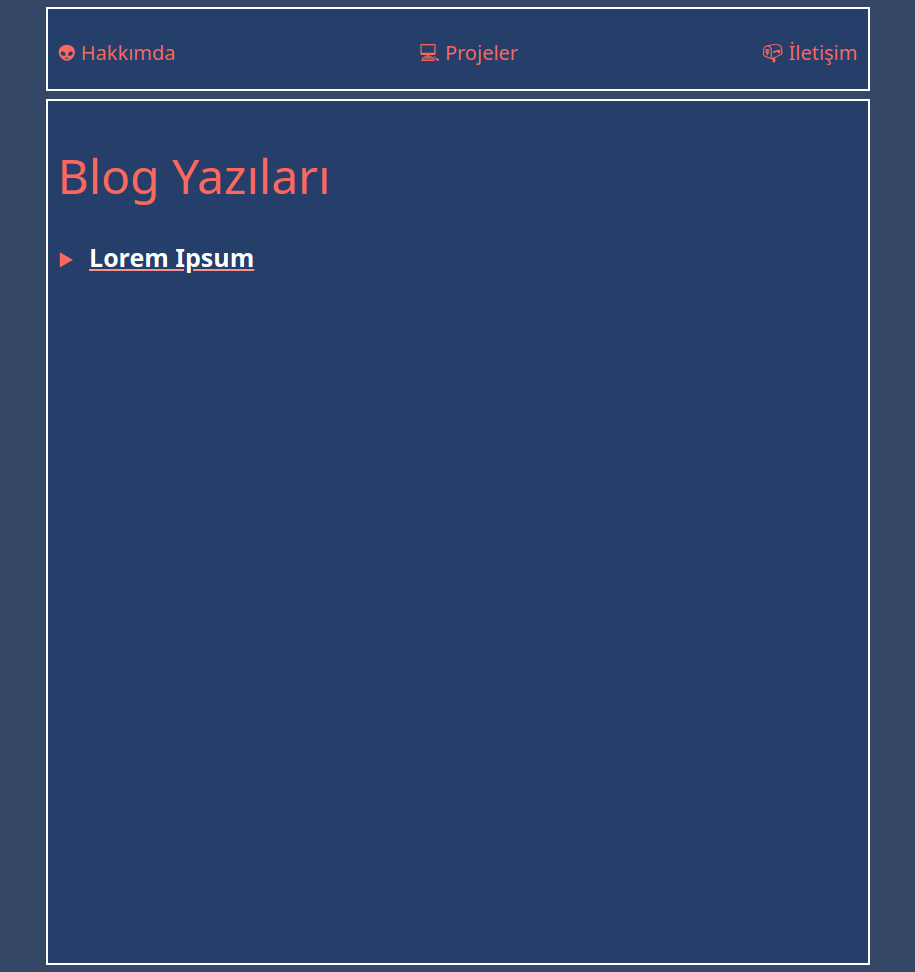 👽 Hakkımda
💻 Projeler
📪 İletişim
Blog Yazıları
▶ Lorem Ipsum